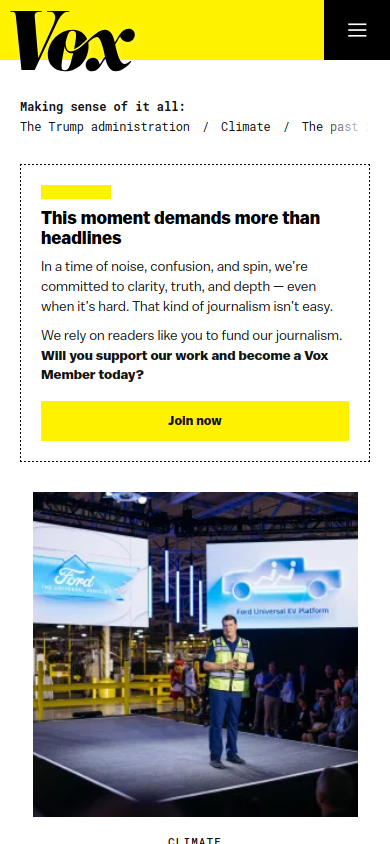 Vox
Making sense of it all:
The Trump administration / Climate / The past
This moment demands more than
headlines
In a time of noise, confusion, and spin, we're
committed to clarity, truth, and depth — even
when it's hard. That kind of journalism isn't easy.
We rely on readers like you to fund our journalism.
Will you support our work and become a Vox
Member today?
Join now
Ford
THE UNIVERSAL VEHICLE
Ford Universal EV Platform
CLIMATE